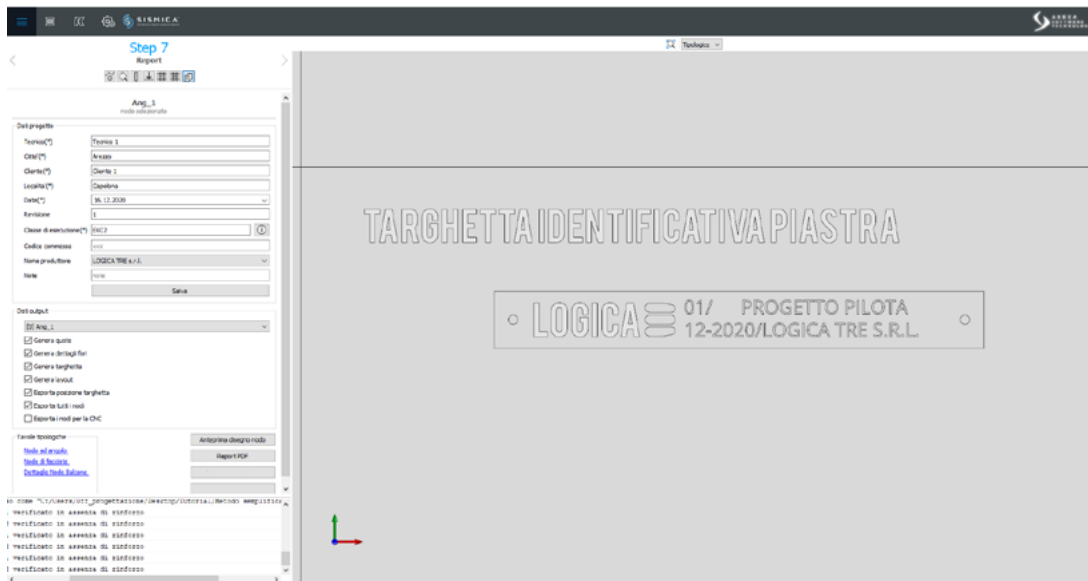 SISMICA
Step 7
Report
Tipologico
Ang_1
nodo selezionato
Dati progetto
Tecnico(*) Tecnico 1
Citta'(*) Arezzo
Cliente(*) Cliente 1
Localita'(*) Capolona
Data(*) 16.12.2020
Revisione 1
Classe di esecuzione(*) EXC2
Codice commessa xxx
Nome produttore LOGICA TRE s.r.l.
Note none
Salva
Dati output
Ang_1
Genera quote
Genera dettagli fori
Genera targhetta
Genera layout
Esporta posizione targhetta
Esporta tutti i nodi
Esporta i nodi per la CNC
Tavole tipologiche
Anteprima disegno nodo
Nodo ad angolo
Report PDF
Nodo di facciata
Dettaglio Nodo Balcone
verificato in assenza di rinforzo
verificato in assenza di rinforzo
verificato in assenza di rinforzo
verificato in assenza di rinforzo
verificato in assenza di rinforzo
verificato in assenza di rinforzo
TARGHETTA IDENTIFICATIVA PIASTRA
LOGICA 01/ PROGETTO PILOTA
12-2020/LOGICA TRE S.R.L.